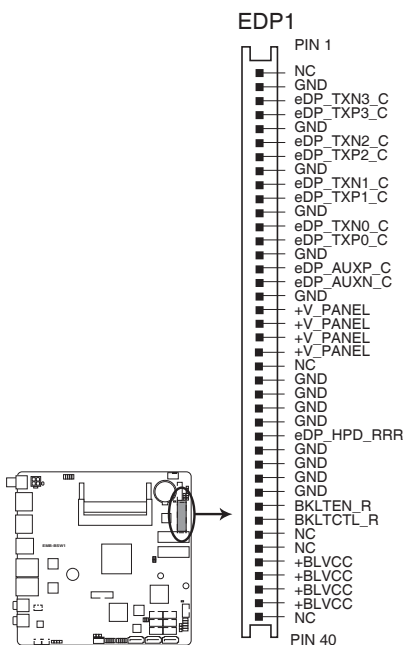 EDP1
PIN 1
NC
GND
eDP_TXN3_C
eDP_TXP3_C
GND
eDP_TXN2_C
eDP_TXP2_C
GND
eDP_TXN1_C
eDP_TXP1_C
GND
eDP_TXN0_C
eDP_TXP0_C
GND
eDP_AUXP_C
eDP_AUXN_C
GND
+V_PANEL
+V_PANEL
+V_PANEL
+V_PANEL
NC
GND
GND
GND
GND
eDP_HPD_RRR
GND
GND
GND
GND
BKLTEN_R
BKLTCTL_R
NC
NC
+BLVCC
+BLVCC
+BLVCC
+BLVCC
NC
PIN 40